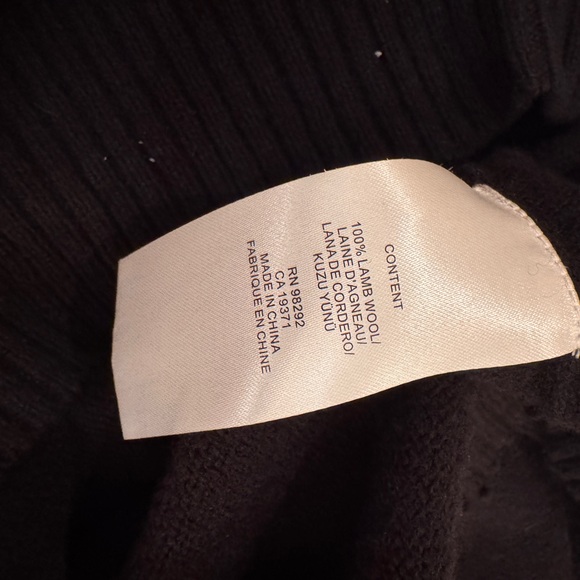 CONTENT
100% LAMB WOOL/
LAINE D'AGNEAU/
LANA DE CORDERO/
KUZU YÜNÜ
RN 98292
CA 19371
MADE IN CHINA
FABRIQUE EN CHINE